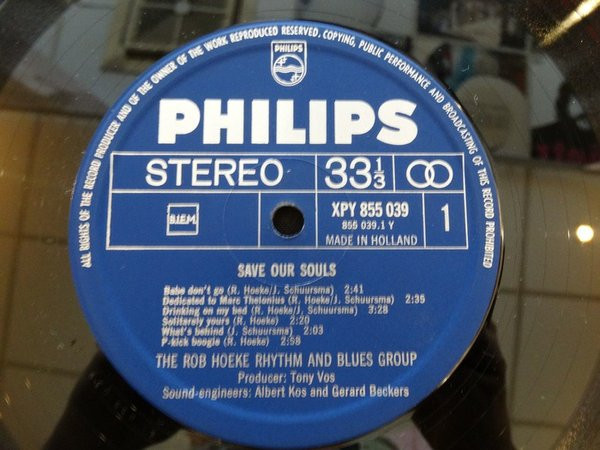 ALL RIGHTS OF THE RECORD PRODUCER AND OF THE OWNER OF THE WORK REPRODUCED RESERVED, COPYING, PUBLIC PERFORMANCE AND BROADCASTING OF THIS RECORD PROHIBITED
PHILIPS
PHILIPS
STEREO 33 1/3
B.I.E.M. XPY 855 039 1
855 039.1 Y
MADE IN HOLLAND
SAVE OUR SOULS
Babe don't go (R. Hoeke/J. Schuursma) 2:41
Dedicated to Marc Thelonius (R. Hoeke/J. Schuursma) 2:35
Drinking on my bed (R. Hoeke/J. Schuursma) 3:28
Solitarely yours (R. Hoeke) 2:20
What's behind (J. Schuursma) 2:03
P-kick boogie (R. Hoeke) 2:58
THE ROB HOEKE RHYTHM AND BLUES GROUP
Producer: Tony Vos
Sound-engineers: Albert Kos and Gerard Beckers